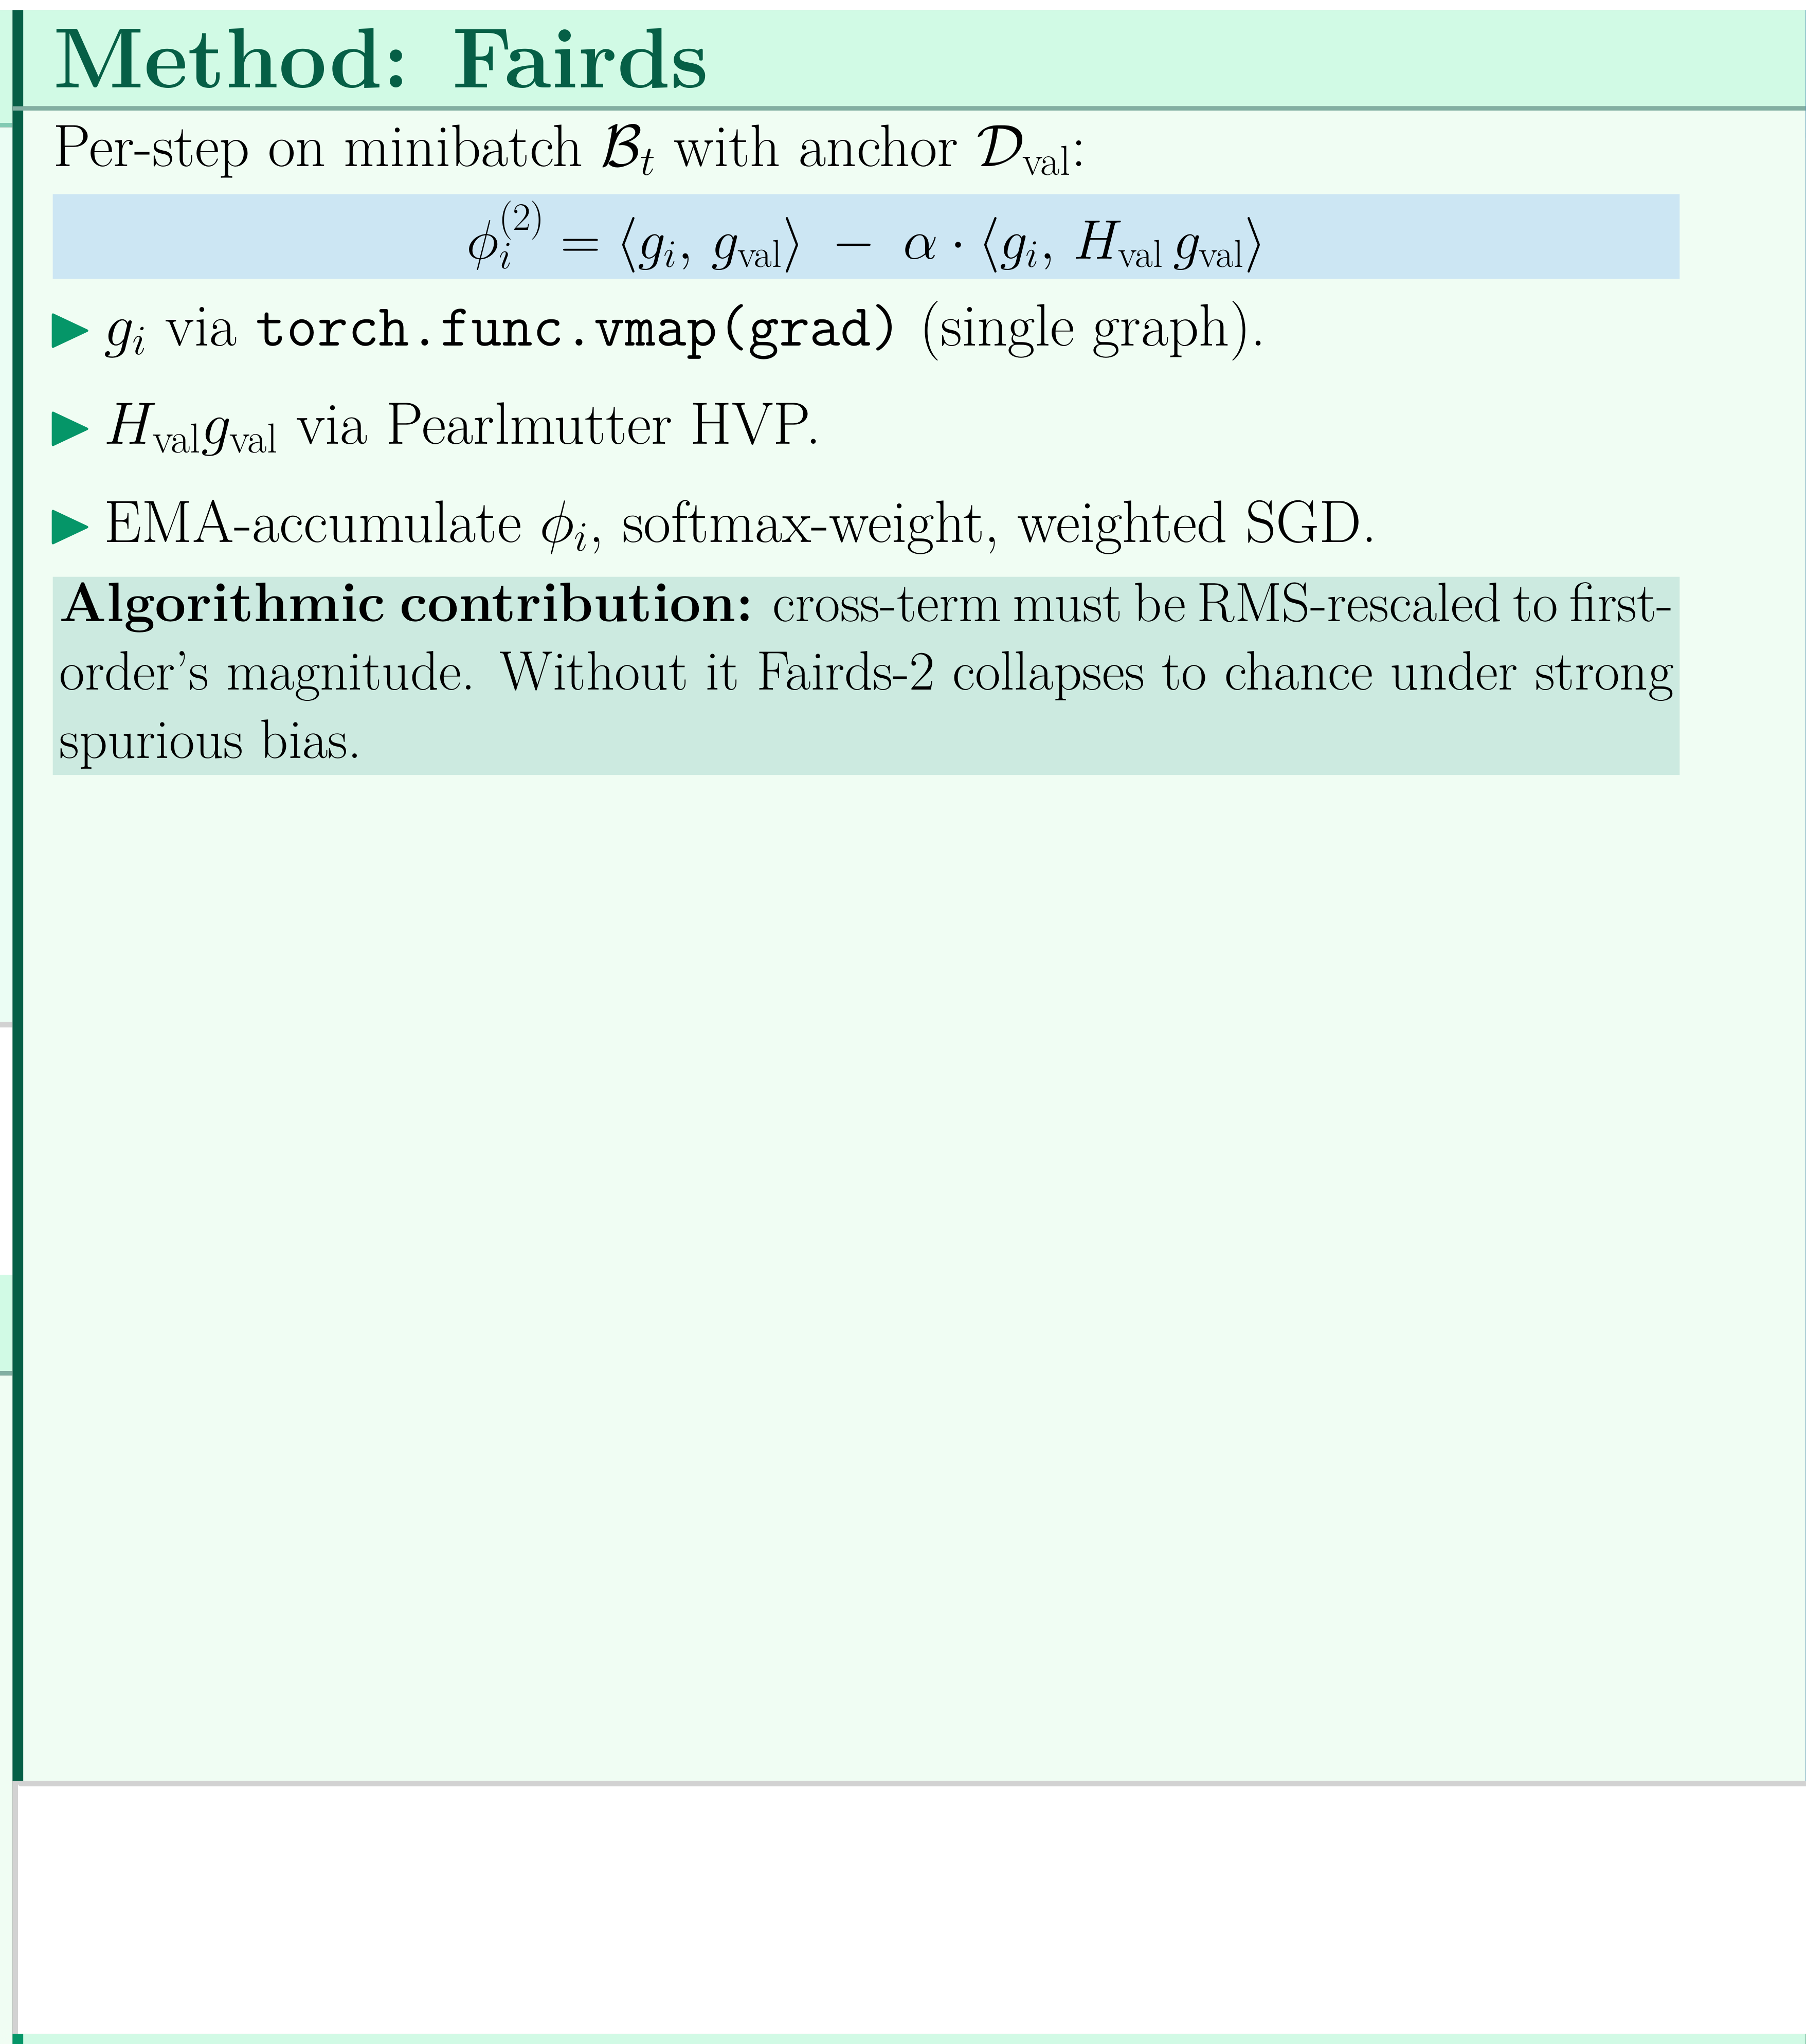 Method: Fairds
Per-step on minibatch 𝓑ₜ with anchor 𝓓_val:
ϕ_i^(2) = ⟨g_i, g_val⟩ − α · ⟨g_i, H_val g_val⟩
▶ g_i via torch.func.vmap(grad) (single graph).
▶ H_val g_val via Pearlmutter HVP.
▶ EMA-accumulate ϕ_i, softmax-weight, weighted SGD.
Algorithmic contribution: cross-term must be RMS-rescaled to first-
order's magnitude. Without it Fairds-2 collapses to chance under strong
spurious bias.